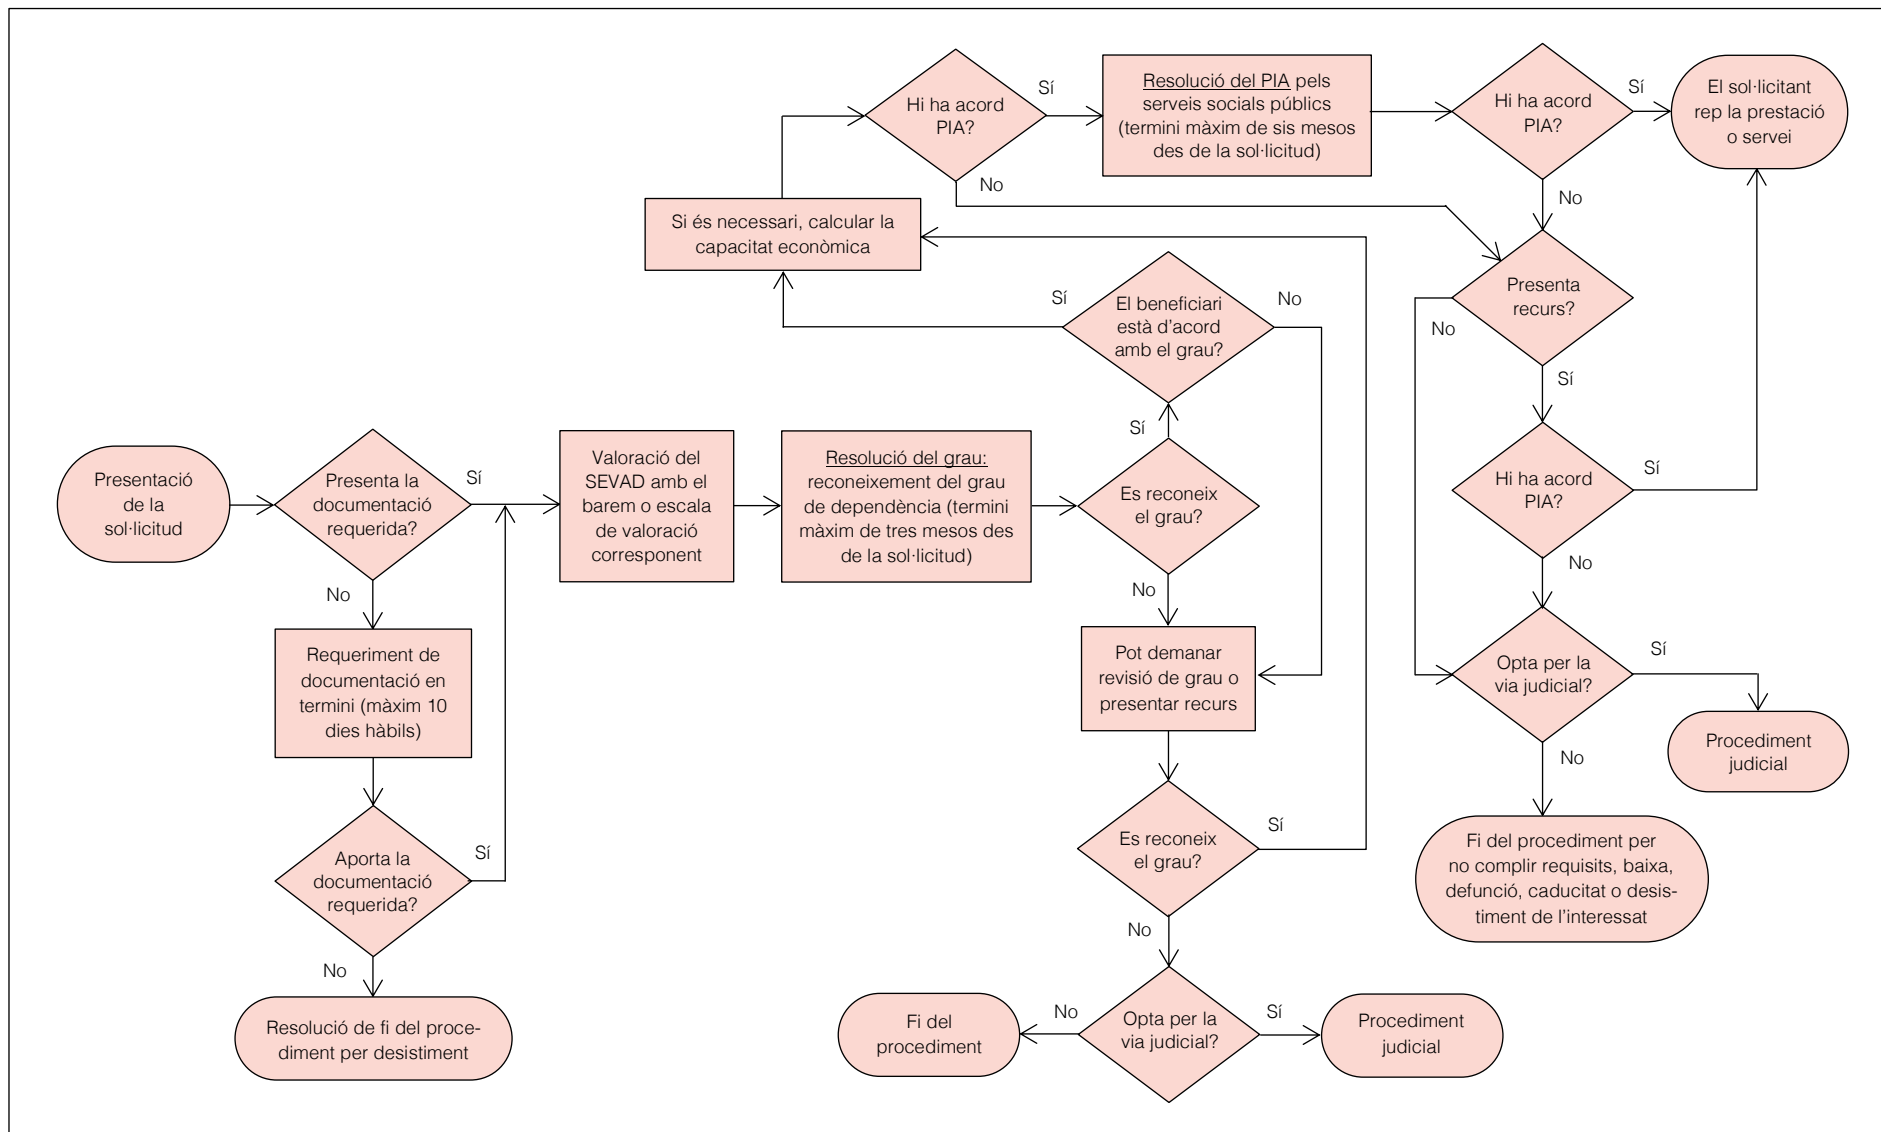 Presentació
de la
sol·licitud
Presenta la
documentació
requerida?
Sí
No
Requeriment de
documentació en
termini (màxim 10
dies hàbils)
Aporta la
documentació
requerida?
Sí
No
Resolució de fi del proce-
diment per desistiment
Valoració del
SEVAD amb el
barem o escala
de valoració
corresponent
Resolució del grau:
reconeixement del grau
de dependència (termini
màxim de tres mesos des
de la sol·licitud)
Es reconeix
el grau?
Sí
No
El beneficiari
està d’acord
amb el grau?
Sí
No
Pot demanar
revisió de grau o
presentar recurs
Es reconeix
el grau?
Sí
No
Opta per la
via judicial?
No
Sí
Fi del
procediment
Procediment
judicial
Si és necessari, calcular la
capacitat econòmica
Hi ha acord
PIA?
Sí
No
Resolució del PIA pels
serveis socials públics
(termini màxim de sis mesos
des de la sol·licitud)
Hi ha acord
PIA?
Sí
No
El sol·licitant
rep la prestació
o servei
Presenta
recurs?
No
Sí
Hi ha acord
PIA?
Sí
No
Opta per la
via judicial?
Sí
No
Procediment
judicial
Fi del procediment per
no complir requisits, baixa,
defunció, caducitat o desis-
timent de l’interessat